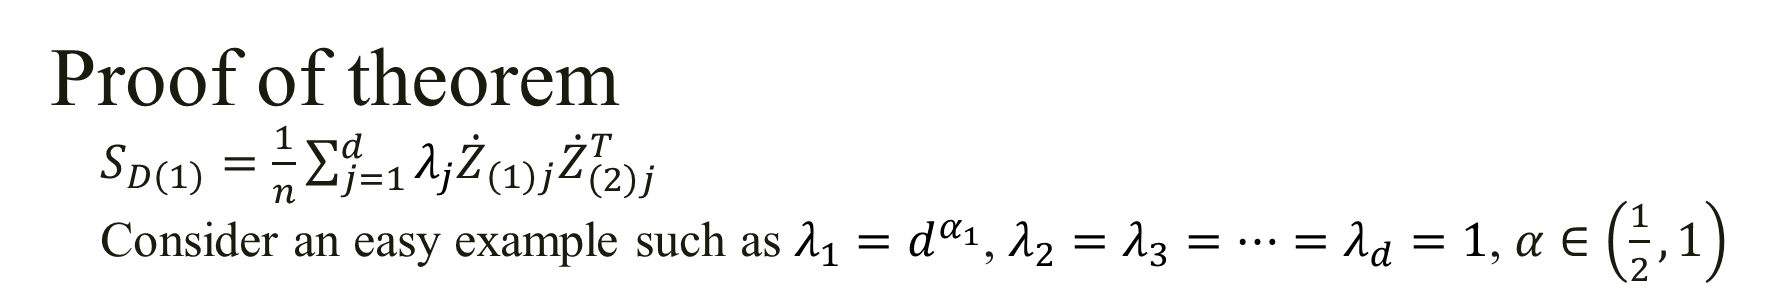 Proof of theorem
S_{D(1)} = \frac{1}{n} \sum_{j=1}^{d} \lambda_j \dot{Z}_{(1)j} \dot{Z}_{(2)j}^{T}
Consider an easy example such as λ₁ = d^{α₁}, λ₂ = λ₃ = ⋯ = λ_d = 1, α ∈ (\frac{1}{2}, 1)